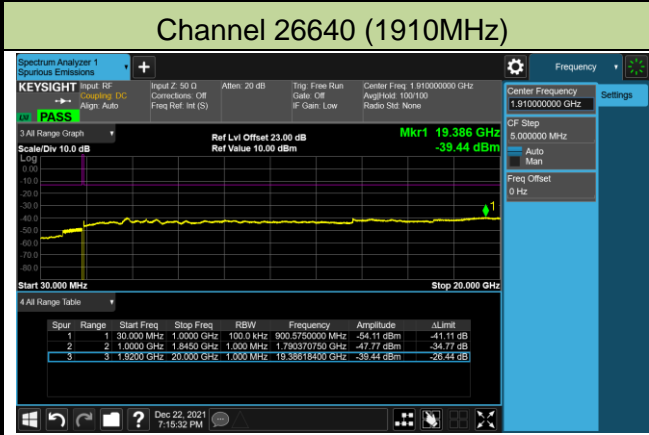 Channel 26640 (1910MHz)
Spectrum Analyzer 1
Spurious Emissions
Frequency
KEYSIGHT
Input: RF
Coupling: DC
Align: Auto
Input Z: 50 Ω
Corrections: Off
Freq Ref: Int (S)
Atten: 20 dB
Trig: Free Run
Gate: Off
IF Gain: Low
Center Freq: 1.910000000 GHz
Avg|Hold: 100/100
Radio Std: None
PASS
Center Frequency
1.910000000 GHz
Settings
CF Step
5.000000 MHz
Auto
Man
Freq Offset
0 Hz
3 All Range Graph
Scale/Div 10.0 dB
Ref Lvl Offset 23.00 dB
Ref Value 10.00 dBm
Mkr1 19.386 GHz
-39.44 dBm
Log
0.00
-10.0
-20.0
-30.0
-40.0
-50.0
-60.0
-70.0
-80.0
1
Start 30.000 MHz
Stop 20.000 GHz
4 All Range Table
Spur Range Start Freq Stop Freq RBW Frequency Amplitude ΔLimit
1 1 30.000 MHz 1.0000 GHz 100.0 kHz 900.5750000 MHz -54.11 dBm -41.11 dB
2 2 1.0000 GHz 1.8450 GHz 1.000 MHz 1.790370750 GHz -47.77 dBm -34.77 dB
3 3 1.9200 GHz 20.000 GHz 1.000 MHz 19.38618400 GHz -39.44 dBm -26.44 dB
Dec 22, 2021
7:15:32 PM